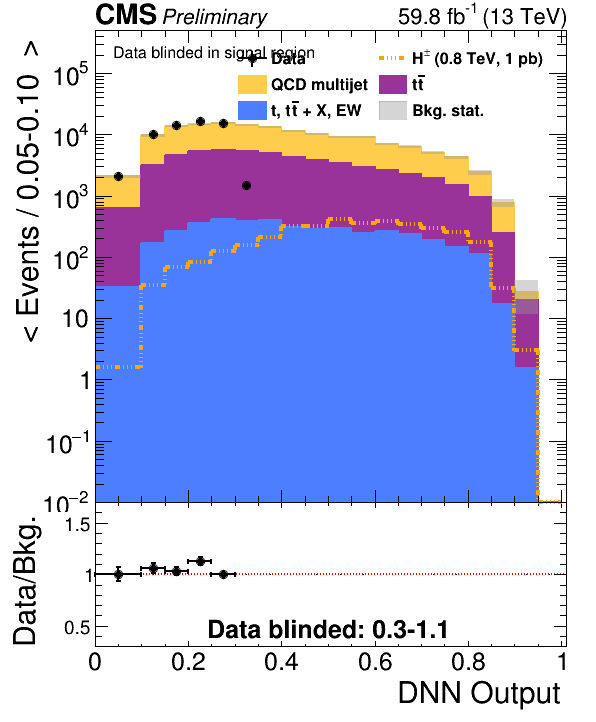 CMS Preliminary 59.8 fb⁻¹ (13 TeV)
Data blinded in signal region
Data
H± (0.8 TeV, 1 pb)
QCD multijet
tt̄
t, tt̄ + X, EW
Bkg. stat.
< Events / 0.05-0.10 >
10⁵
10⁴
10³
10²
10
1
10⁻¹
10⁻²
Data/Bkg.
1.5
1
0.5
Data blinded: 0.3-1.1
0 0.2 0.4 0.6 0.8 1
DNN Output